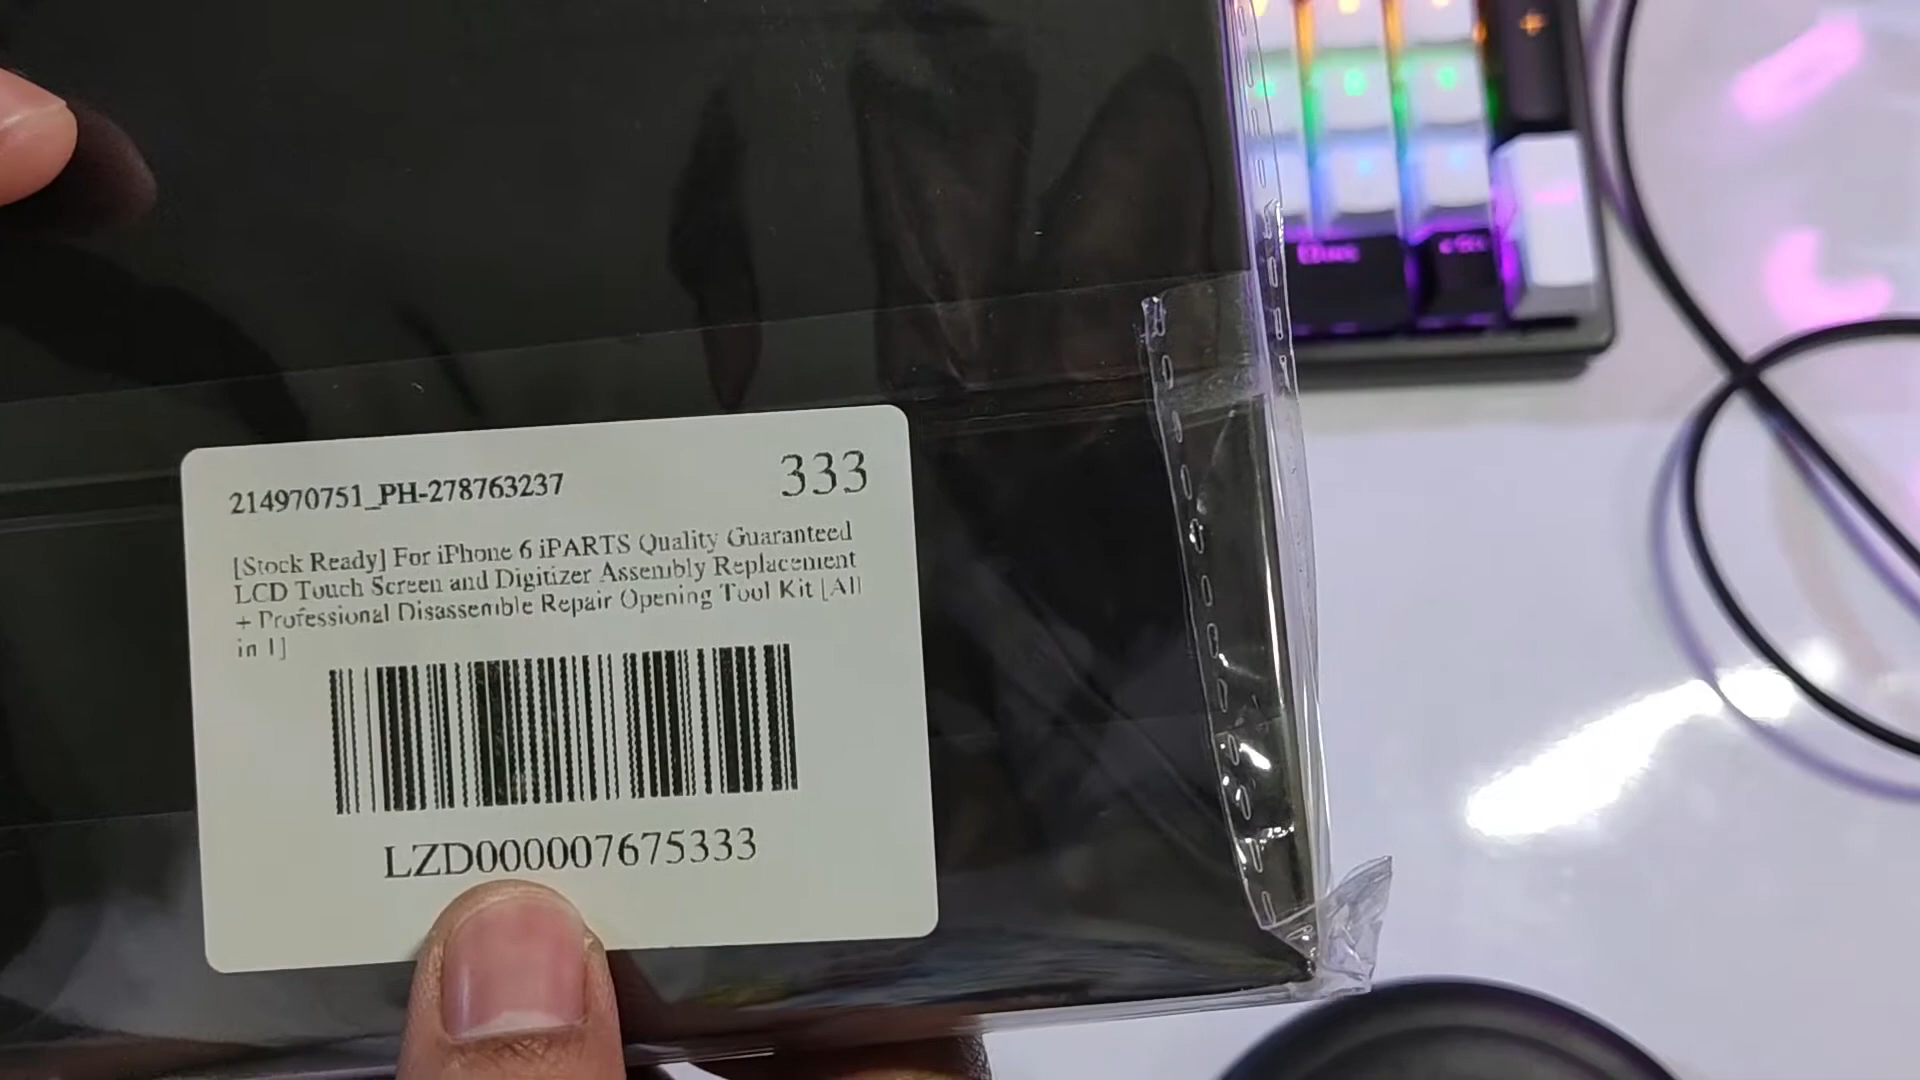 214970751_PH-278763237
333
[Stock Ready] For iPhone 6 iPARTS Quality Guaranteed
LCD Touch Screen and Digitizer Assembly Replacement
+ Professional Disassemble Repair Opening Tool Kit [All
in 1]
LZD000007675333